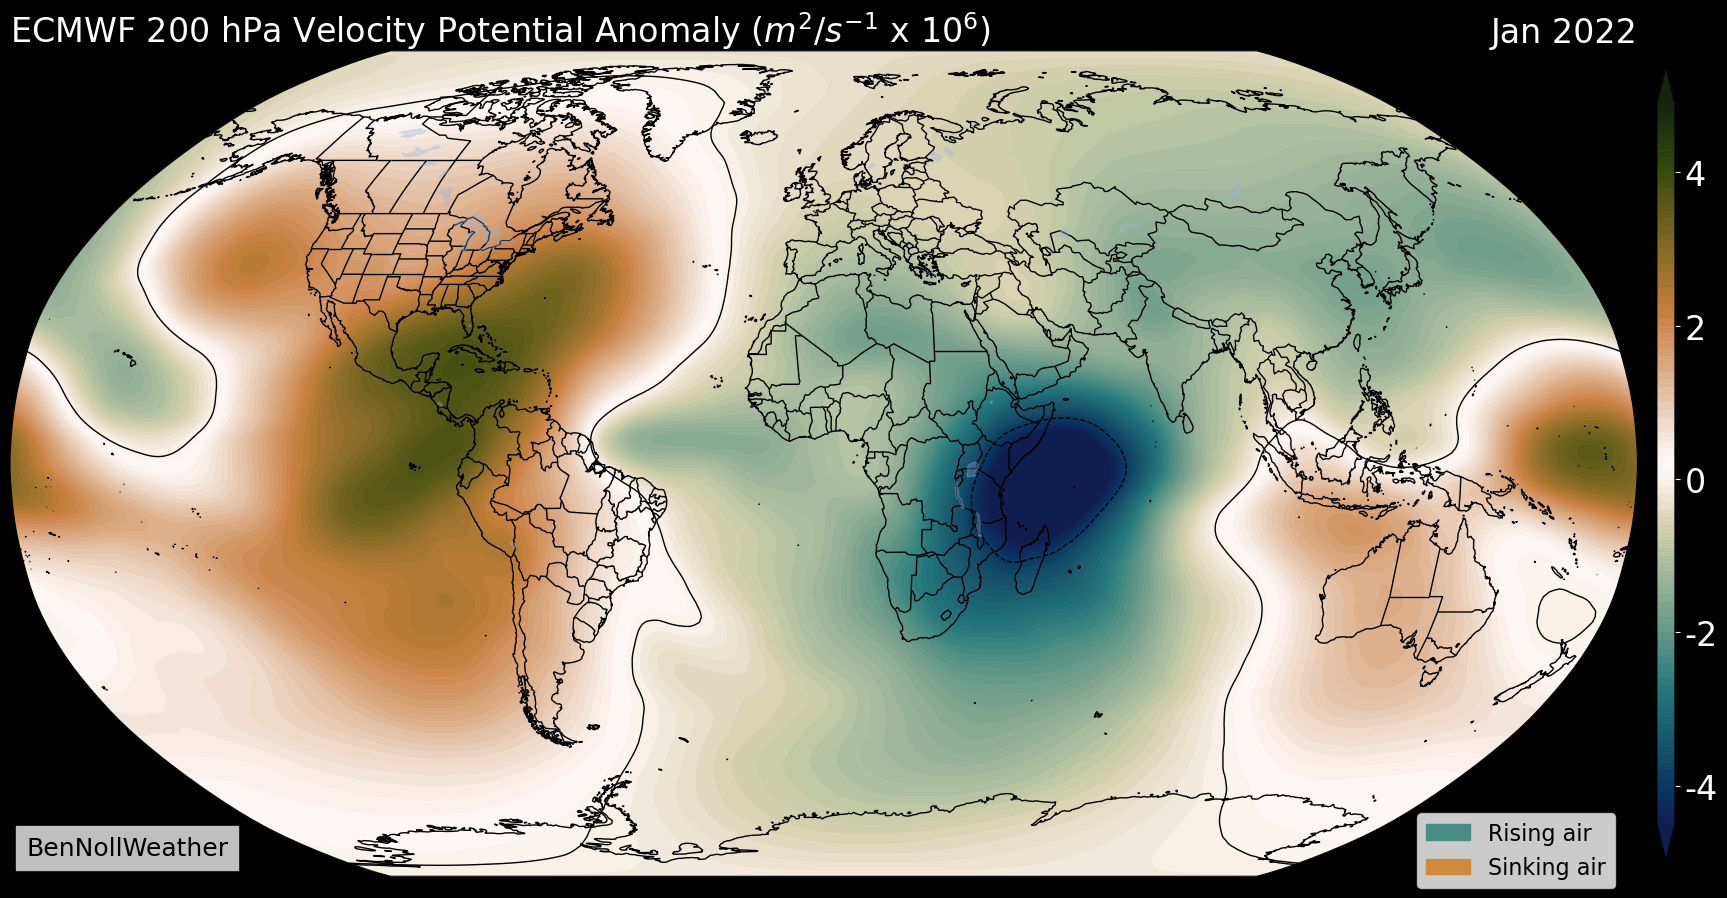 ECMWF 200 hPa Velocity Potential Anomaly (m²/s⁻¹ x 10⁶)
Jan 2022
4
2
0
-2
-4
BenNollWeather
Rising air
Sinking air